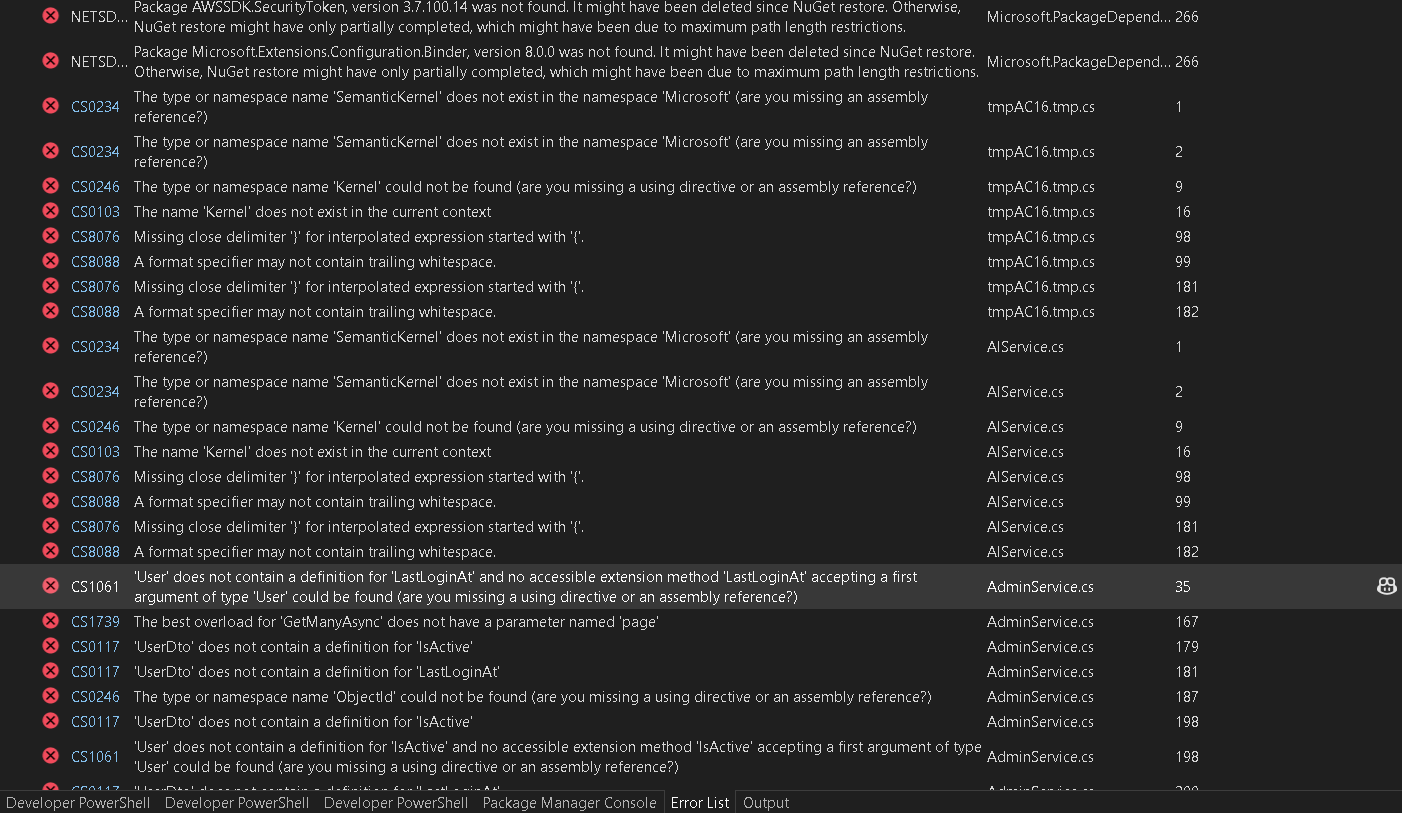 Package AWSSDK.SecurityToken, version 3.7.100.14 was not found. It might have been deleted since NuGet restore. Otherwise,
NETSD... NuGet restore might have only partially completed, which might have been due to maximum path length restrictions. Microsoft.PackageDepend... 266
Package Microsoft.Extensions.Configuration.Binder, version 8.0.0 was not found. It might have been deleted since NuGet restore.
NETSD... Otherwise, NuGet restore might have only partially completed, which might have been due to maximum path length restrictions. Microsoft.PackageDepend... 266
CS0234 The type or namespace name 'SemanticKernel' does not exist in the namespace 'Microsoft' (are you missing an assembly
reference?) tmpAC16.tmp.cs 1
CS0234 The type or namespace name 'SemanticKernel' does not exist in the namespace 'Microsoft' (are you missing an assembly
reference?) tmpAC16.tmp.cs 2
CS0246 The type or namespace name 'Kernel' could not be found (are you missing a using directive or an assembly reference?) tmpAC16.tmp.cs 9
CS0103 The name 'Kernel' does not exist in the current context tmpAC16.tmp.cs 16
CS8076 Missing close delimiter '}' for interpolated expression started with '{'. tmpAC16.tmp.cs 98
CS8088 A format specifier may not contain trailing whitespace. tmpAC16.tmp.cs 99
CS8076 Missing close delimiter '}' for interpolated expression started with '{'. tmpAC16.tmp.cs 181
CS8088 A format specifier may not contain trailing whitespace. tmpAC16.tmp.cs 182
CS0234 The type or namespace name 'SemanticKernel' does not exist in the namespace 'Microsoft' (are you missing an assembly
reference?) AIService.cs 1
CS0234 The type or namespace name 'SemanticKernel' does not exist in the namespace 'Microsoft' (are you missing an assembly
reference?) AIService.cs 2
CS0246 The type or namespace name 'Kernel' could not be found (are you missing a using directive or an assembly reference?) AIService.cs 9
CS0103 The name 'Kernel' does not exist in the current context AIService.cs 16
CS8076 Missing close delimiter '}' for interpolated expression started with '{'. AIService.cs 98
CS8088 A format specifier may not contain trailing whitespace. AIService.cs 99
CS8076 Missing close delimiter '}' for interpolated expression started with '{'. AIService.cs 181
CS8088 A format specifier may not contain trailing whitespace. AIService.cs 182
CS1061 'User' does not contain a definition for 'LastLoginAt' and no accessible extension method 'LastLoginAt' accepting a first
argument of type 'User' could be found (are you missing a using directive or an assembly reference?) AdminService.cs 35
CS1739 The best overload for 'GetManyAsync' does not have a parameter named 'page' AdminService.cs 167
CS0117 'UserDto' does not contain a definition for 'IsActive' AdminService.cs 179
CS0117 'UserDto' does not contain a definition for 'LastLoginAt' AdminService.cs 181
CS0246 The type or namespace name 'ObjectId' could not be found (are you missing a using directive or an assembly reference?) AdminService.cs 187
CS0117 'UserDto' does not contain a definition for 'IsActive' AdminService.cs 198
CS1061 'User' does not contain a definition for 'IsActive' and no accessible extension method 'IsActive' accepting a first argument of type
'User' could be found (are you missing a using directive or an assembly reference?) AdminService.cs 198
CS0117 'UserDto' does not contain a definition for 'LastLoginAt' AdminService.cs
Developer PowerShell Developer PowerShell Developer PowerShell Package Manager Console Error List Output